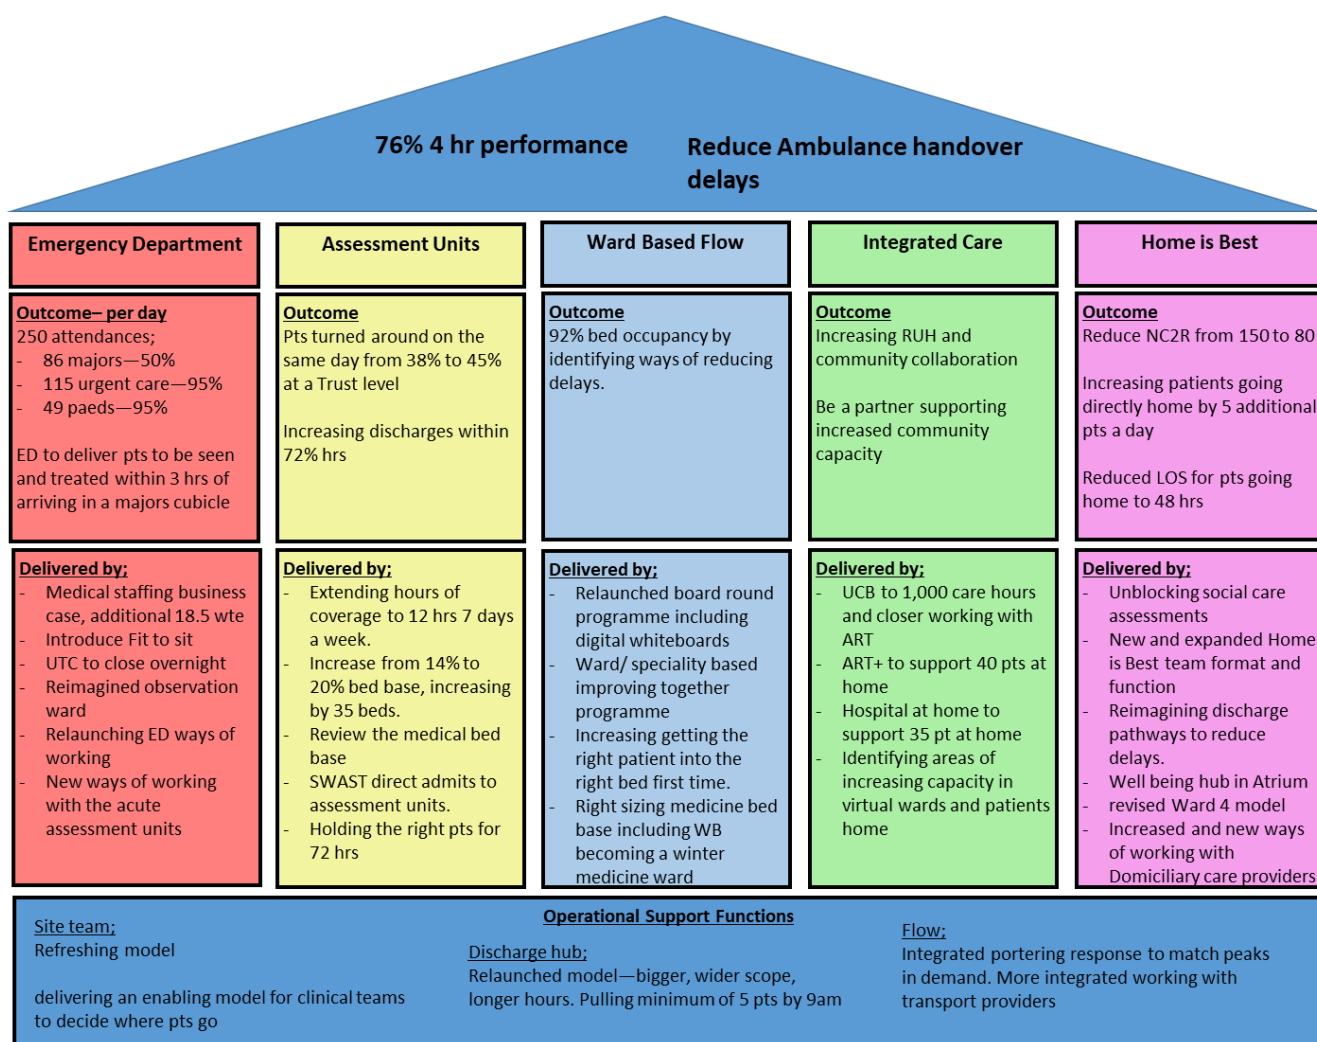 76% 4 hr performance
Reduce Ambulance handover
delays
Emergency Department
Assessment Units
Ward Based Flow
Integrated Care
Home is Best
Outcome– per day
250 attendances;
- 86 majors—50%
- 115 urgent care—95%
- 49 paeds—95%
ED to deliver pts to be seen
and treated within 3 hrs of
arriving in a majors cubicle
Outcome
Pts turned around on the
same day from 38% to 45%
at a Trust level
Increasing discharges within
72% hrs
Outcome
92% bed occupancy by
identifying ways of reducing
delays.
Outcome
Increasing RUH and
community collaboration
Be a partner supporting
increased community
capacity
Outcome
Reduce NC2R from 150 to 80
Increasing patients going
directly home by 5 additional
pts a day
Reduced LOS for pts going
home to 48 hrs
Delivered by;
- Medical staffing business
case, additional 18.5 wte
- Introduce Fit to sit
- UTC to close overnight
- Reimagined observation
ward
- Relaunching ED ways of
working
- New ways of working
with the acute
assessment units
Delivered by;
- Extending hours of
coverage to 12 hrs 7 days
a week.
- Increase from 14% to
20% bed base, increasing
by 35 beds.
- Review the medical bed
base
- SWAST direct admits to
assessment units.
- Holding the right pts for
72 hrs
Delivered by;
- Relaunched board round
programme including
digital whiteboards
- Ward/ speciality based
improving together
programme
- Increasing getting the
right patient into the
right bed first time.
- Right sizing medicine bed
base including WB
becoming a winter
medicine ward
Delivered by;
- UCB to 1,000 care hours
and closer working with
ART
- ART+ to support 40 pts at
home
- Hospital at home to
support 35 pt at home
- Identifying areas of
increasing capacity in
virtual wards and patients
home
Delivered by;
- Unblocking social care
assessments
- New and expanded Home
is Best team format and
function
- Reimagining discharge
pathways to reduce
delays.
- Well being hub in Atrium
- revised Ward 4 model
- Increased and new ways
of working with
Domiciliary care providers
Operational Support Functions
Site team;
Refreshing model
delivering an enabling model for clinical teams
to decide where pts go
Discharge hub;
Relaunched model—bigger, wider scope,
longer hours. Pulling minimum of 5 pts by 9am
Flow;
Integrated portering response to match peaks
in demand. More integrated working with
transport providers